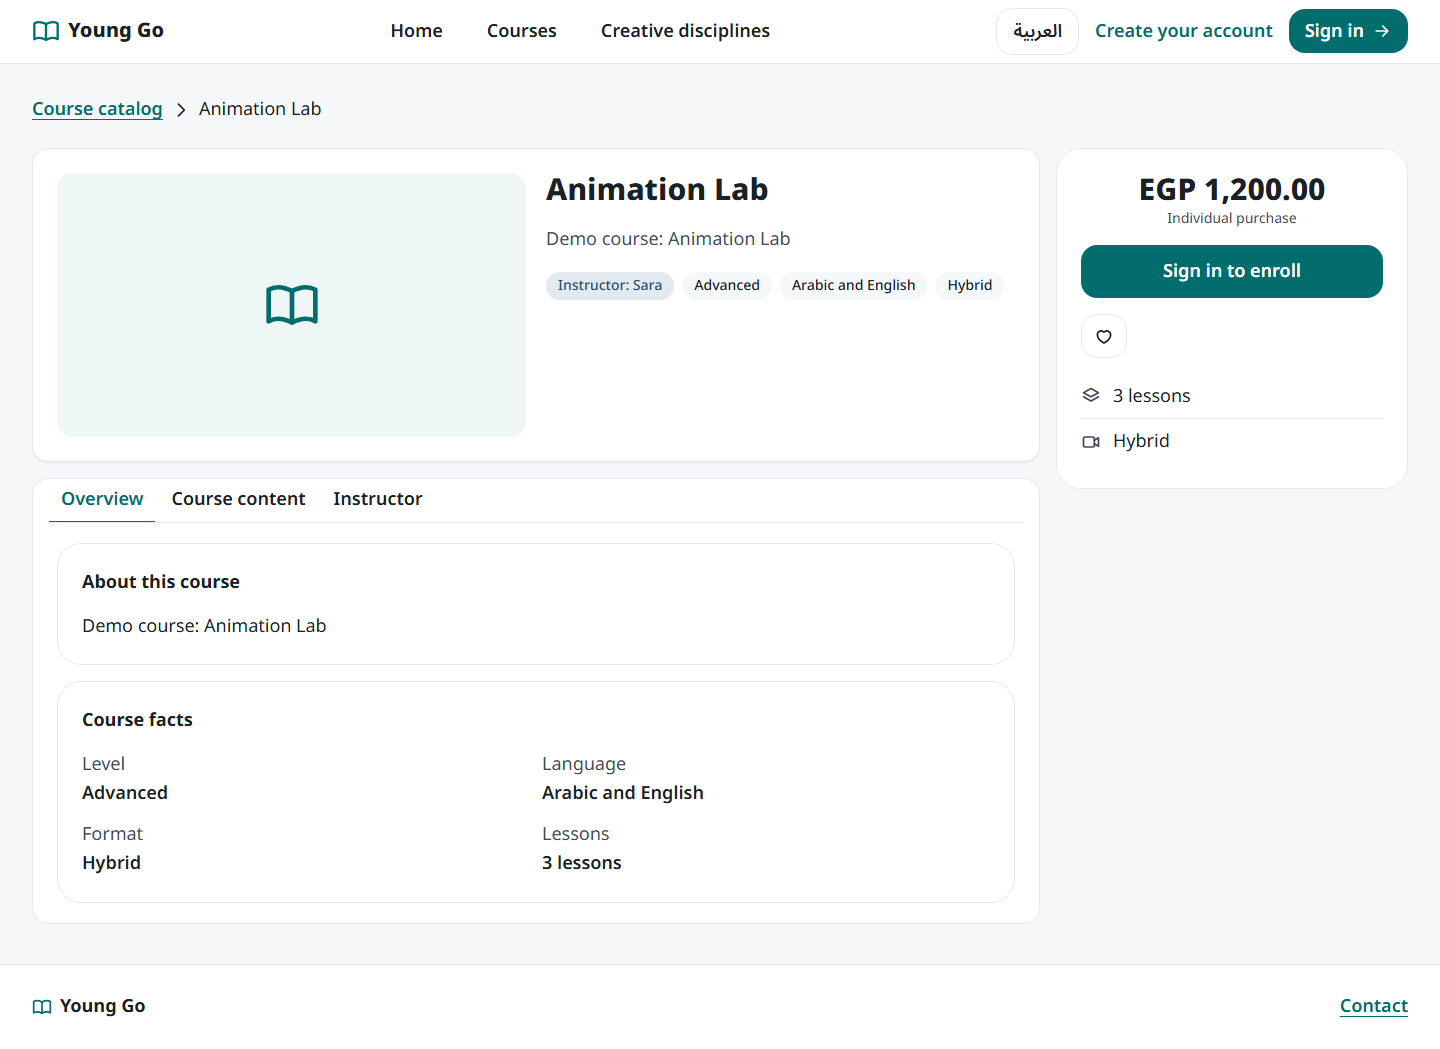 Young Go
Home
Courses
Creative disciplines
العربية
Create your account
Sign in
Course catalog
Animation Lab
Animation Lab
Demo course: Animation Lab
Instructor: Sara
Advanced
Arabic and English
Hybrid
EGP 1,200.00
Individual purchase
Sign in to enroll
3 lessons
Hybrid
Overview
Course content
Instructor
About this course
Demo course: Animation Lab
Course facts
Level
Advanced
Language
Arabic and English
Format
Hybrid
Lessons
3 lessons
Young Go
Contact